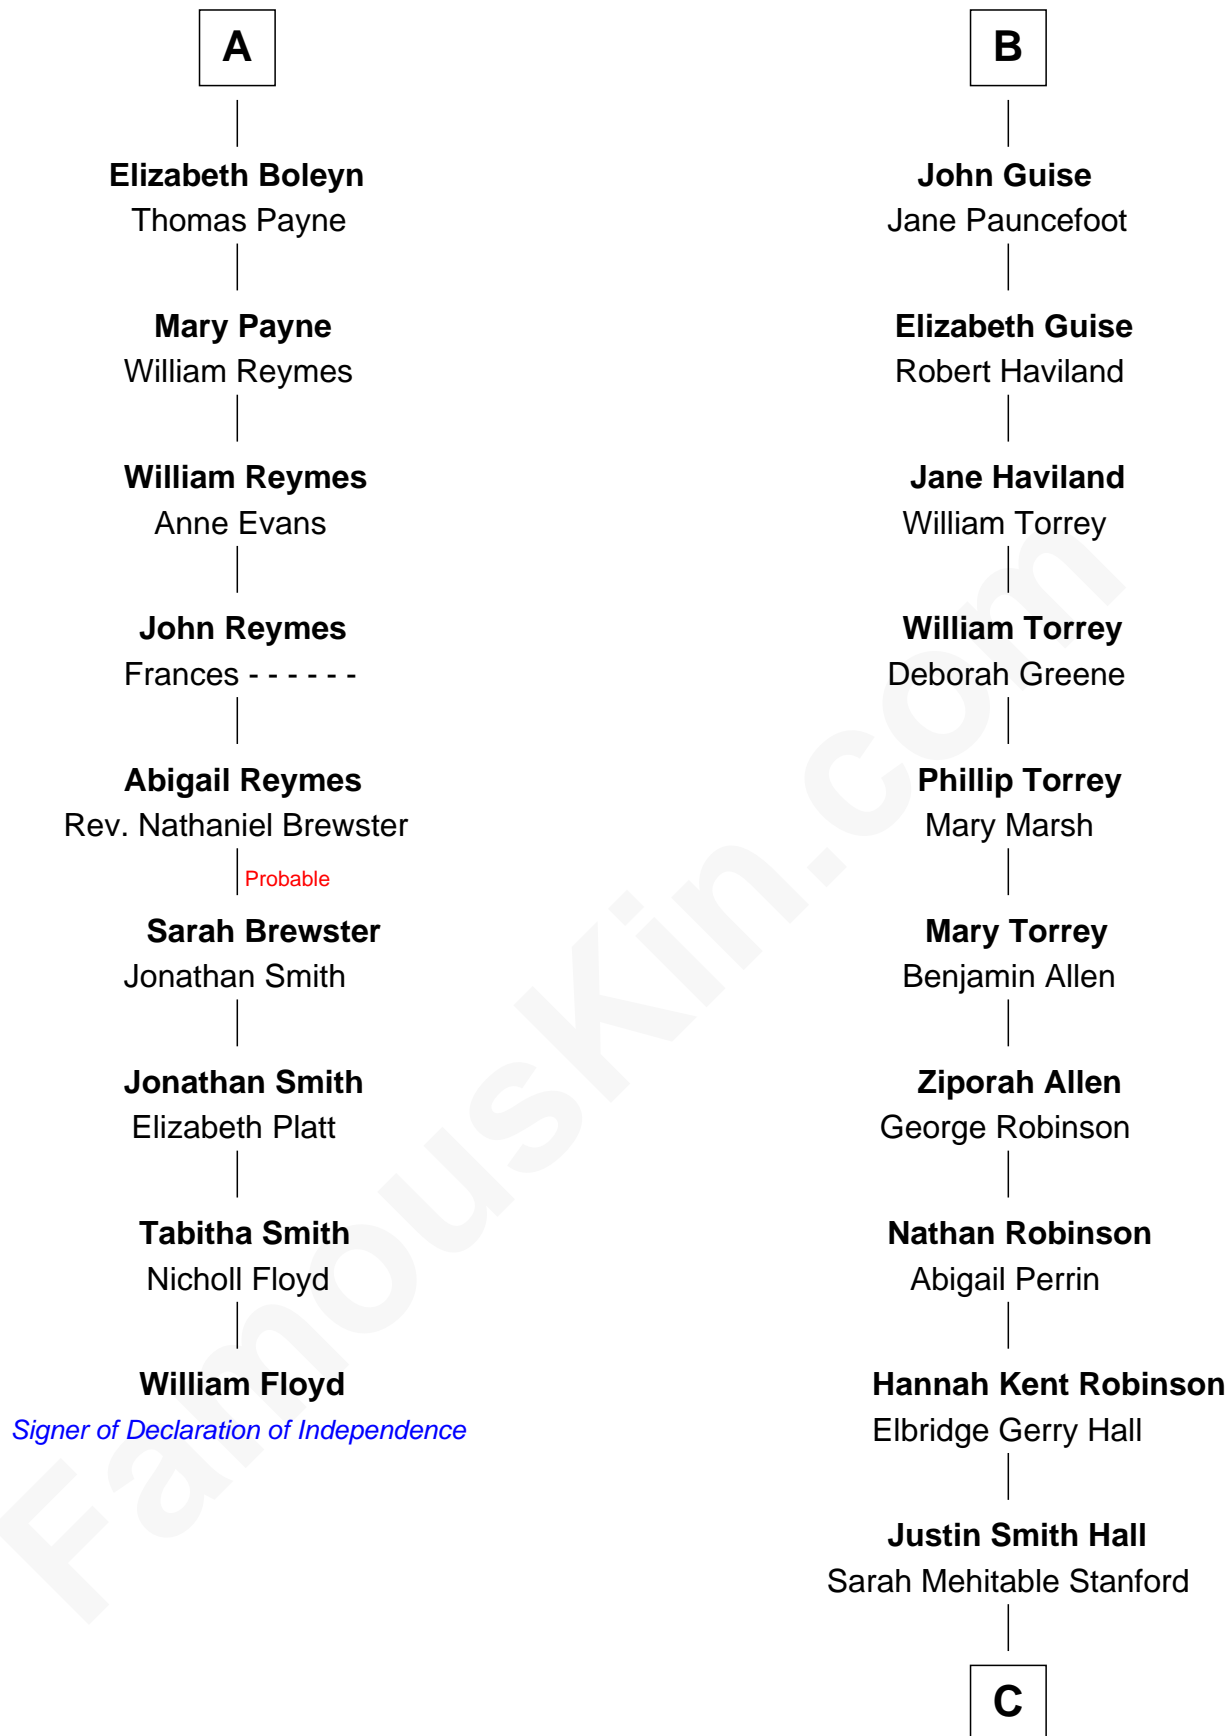 A
Elizabeth Boleyn
Thomas Payne
Mary Payne
William Reymes
William Reymes
Anne Evans
John Reymes
Frances - - - - - -
Abigail Reymes
Rev. Nathaniel Brewster
Probable
Sarah Brewster
Jonathan Smith
Jonathan Smith
Elizabeth Platt
Tabitha Smith
Nicholl Floyd
William Floyd
Signer of Declaration of Independence
B
John Guise
Jane Pauncefoot
Elizabeth Guise
Robert Haviland
Jane Haviland
William Torrey
William Torrey
Deborah Greene
Phillip Torrey
Mary Marsh
Mary Torrey
Benjamin Allen
Ziporah Allen
George Robinson
Nathan Robinson
Abigail Perrin
Hannah Kent Robinson
Elbridge Gerry Hall
Justin Smith Hall
Sarah Mehitable Stanford
C
FamousKin.com